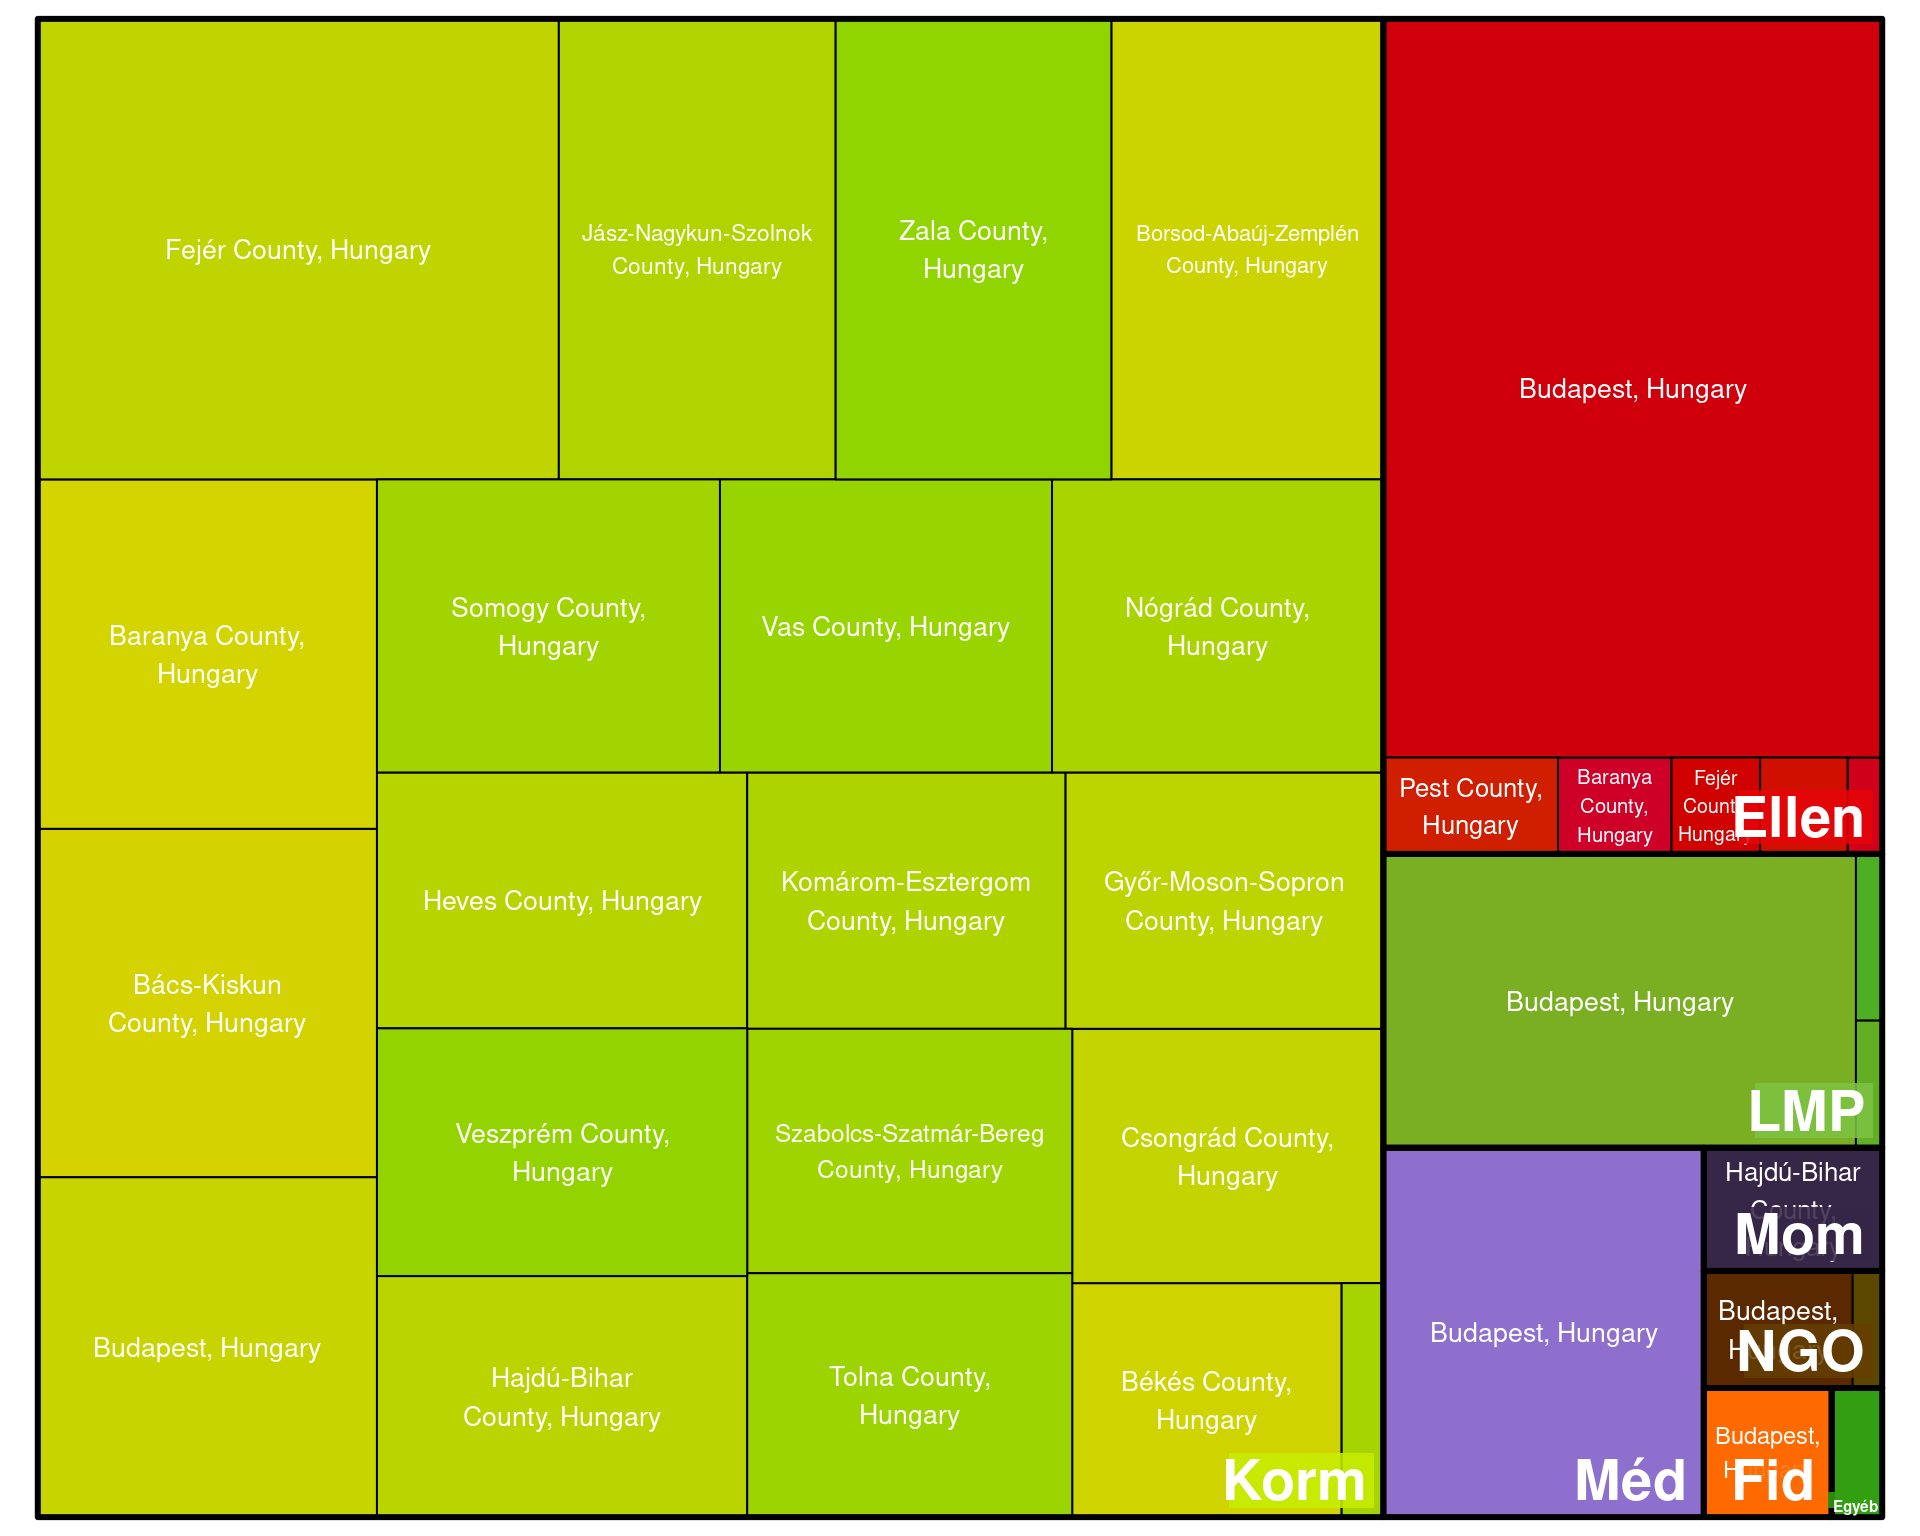 Fejér County, Hungary
Jász-Nagykun-Szolnok
County, Hungary
Zala County,
Hungary
Borsod-Abaúj-Zemplén
County, Hungary
Budapest, Hungary
Baranya County,
Hungary
Somogy County,
Hungary
Vas County, Hungary
Nógrád County,
Hungary
Pest County,
Hungary
Baranya
County,
Hungary
Fejér
County
Hungary
Ellen
Bács-Kiskun
County, Hungary
Heves County, Hungary
Komárom-Esztergom
County, Hungary
Győr-Moson-Sopron
County, Hungary
Budapest, Hungary
LMP
Veszprém County,
Hungary
Szabolcs-Szatmár-Bereg
County, Hungary
Csongrád County,
Hungary
Hajdú-Bihar
County,
Mom
Budapest, Hungary
Hajdú-Bihar
County, Hungary
Tolna County,
Hungary
Békés County,
Hungary
Korm
Budapest, Hungary
Méd
Budapest,
NGO
Budapest,
Fid
Egyéb